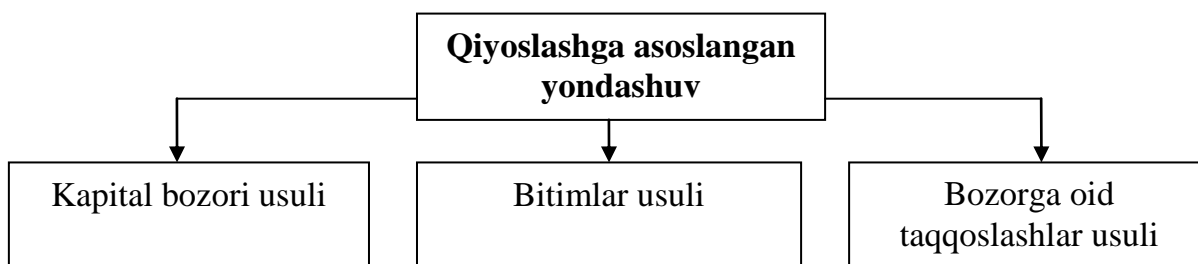 Qiyoslashga asoslangan
yondashuv
Kapital bozori usuli
Bitimlar usuli
Bozorga oid
taqqoslashlar usuli